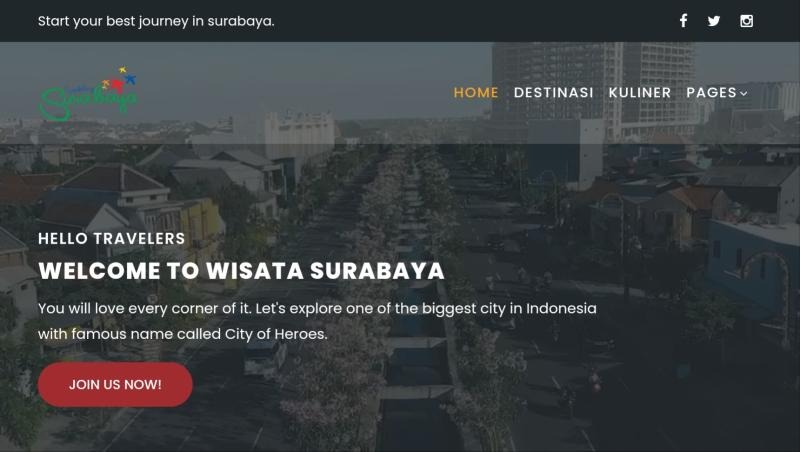 Start your best journey in surabaya.
Surabaya
HOME DESTINASI KULINER PAGES
HELLO TRAVELERS
WELCOME TO WISATA SURABAYA
You will love every corner of it. Let's explore one of the biggest city in Indonesia
with famous name called City of Heroes.
JOIN US NOW!